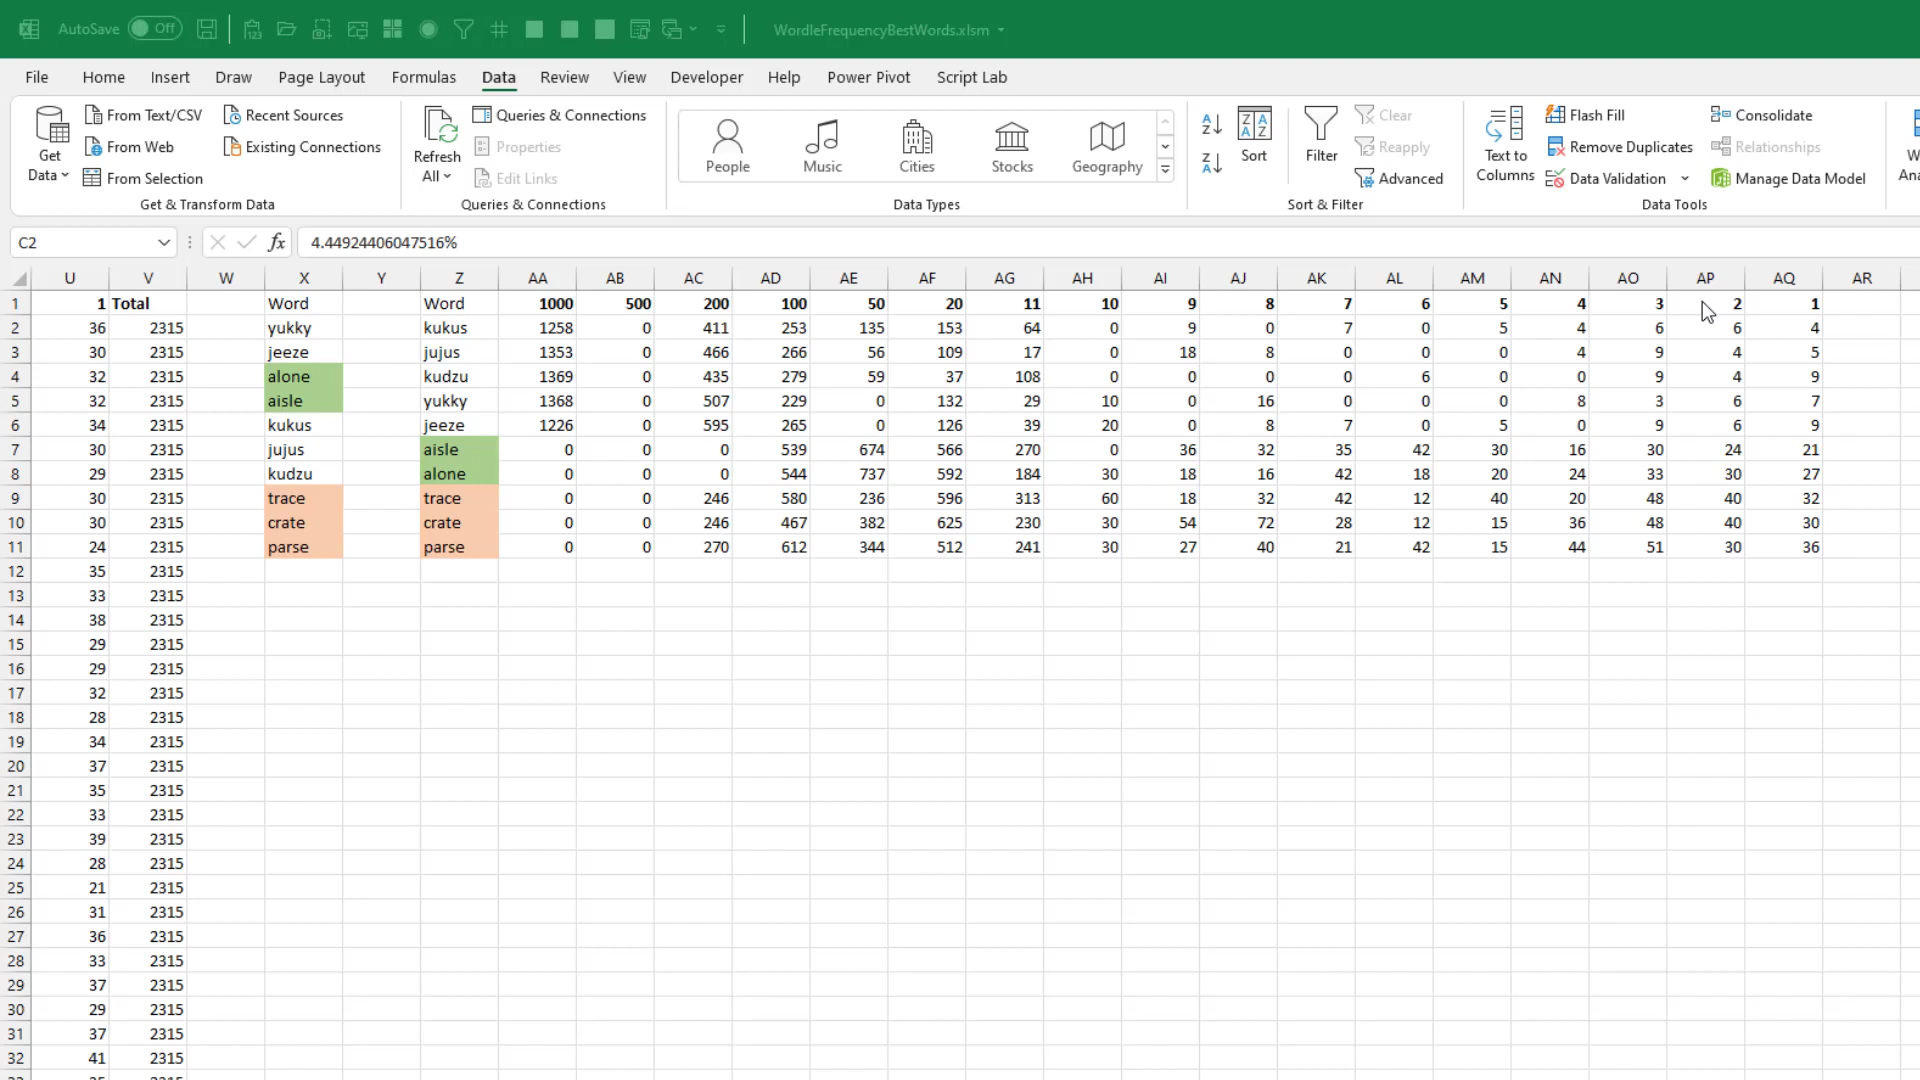 AutoSave Off WordleFrequencyBestWords.xlsm
File Home Insert Draw Page Layout Formulas Data Review View Developer Help Power Pivot Script Lab
Get Data
From Text/CSV
From Web
From Selection
Recent Sources
Existing Connections
Get & Transform Data
Refresh All
Queries & Connections
Properties
Edit Links
Queries & Connections
People Music Cities Stocks Geography
Data Types
Sort
Filter
Clear
Reapply
Advanced
Sort & Filter
Text to Columns
Flash Fill
Remove Duplicates
Data Validation
Consolidate
Relationships
Manage Data Model
Data Tools
C2 fx 4.44924406047516%
U V W X Y Z AA AB AC AD AE AF AG AH AI AJ AK AL AM AN AO AP AQ AR
1 1 Total Word Word 1000 500 200 100 50 20 11 10 9 8 7 6 5 4 3 2 1
2 36 2315 yukky kukus 1258 0 411 253 135 153 64 0 9 0 7 0 5 4 6 6 4
3 30 2315 jeeze jujus 1353 0 466 266 56 109 17 0 18 8 0 0 0 4 9 4 5
4 32 2315 alone kudzu 1369 0 435 279 59 37 108 0 0 0 0 6 0 0 9 4 9
5 32 2315 aisle yukky 1368 0 507 229 0 132 29 10 0 16 0 0 0 8 3 6 7
6 34 2315 kukus jeeze 1226 0 595 265 0 126 39 20 0 8 7 0 5 0 9 6 9
7 30 2315 jujus aisle 0 0 0 539 674 566 270 0 36 32 35 42 30 16 30 24 21
8 29 2315 kudzu alone 0 0 0 544 737 592 184 30 18 16 42 18 20 24 33 30 27
9 30 2315 trace trace 0 0 246 580 236 596 313 60 18 32 42 12 40 20 48 40 32
10 30 2315 crate crate 0 0 246 467 382 625 230 30 54 72 28 12 15 36 48 40 30
11 24 2315 parse parse 0 0 270 612 344 512 241 30 27 40 21 42 15 44 51 30 36
12 35 2315
13 33 2315
14 38 2315
15 29 2315
16 29 2315
17 32 2315
18 28 2315
19 34 2315
20 37 2315
21 35 2315
22 33 2315
23 39 2315
24 28 2315
25 21 2315
26 31 2315
27 36 2315
28 33 2315
29 37 2315
30 29 2315
31 37 2315
32 41 2315